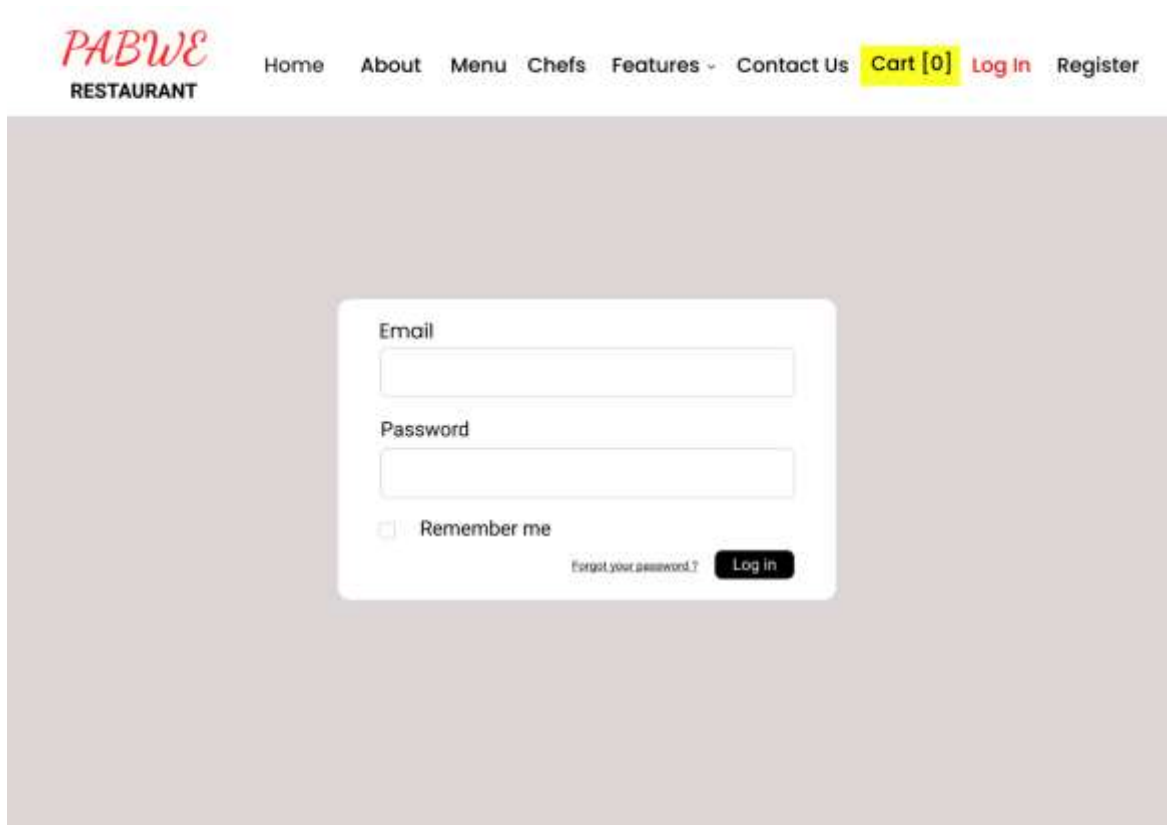 PABWE
RESTAURANT
Home About Menu Chefs Features Contact Us Cart [0] Log In Register
Email
Password
Remember me
Forgot your password ? Log in